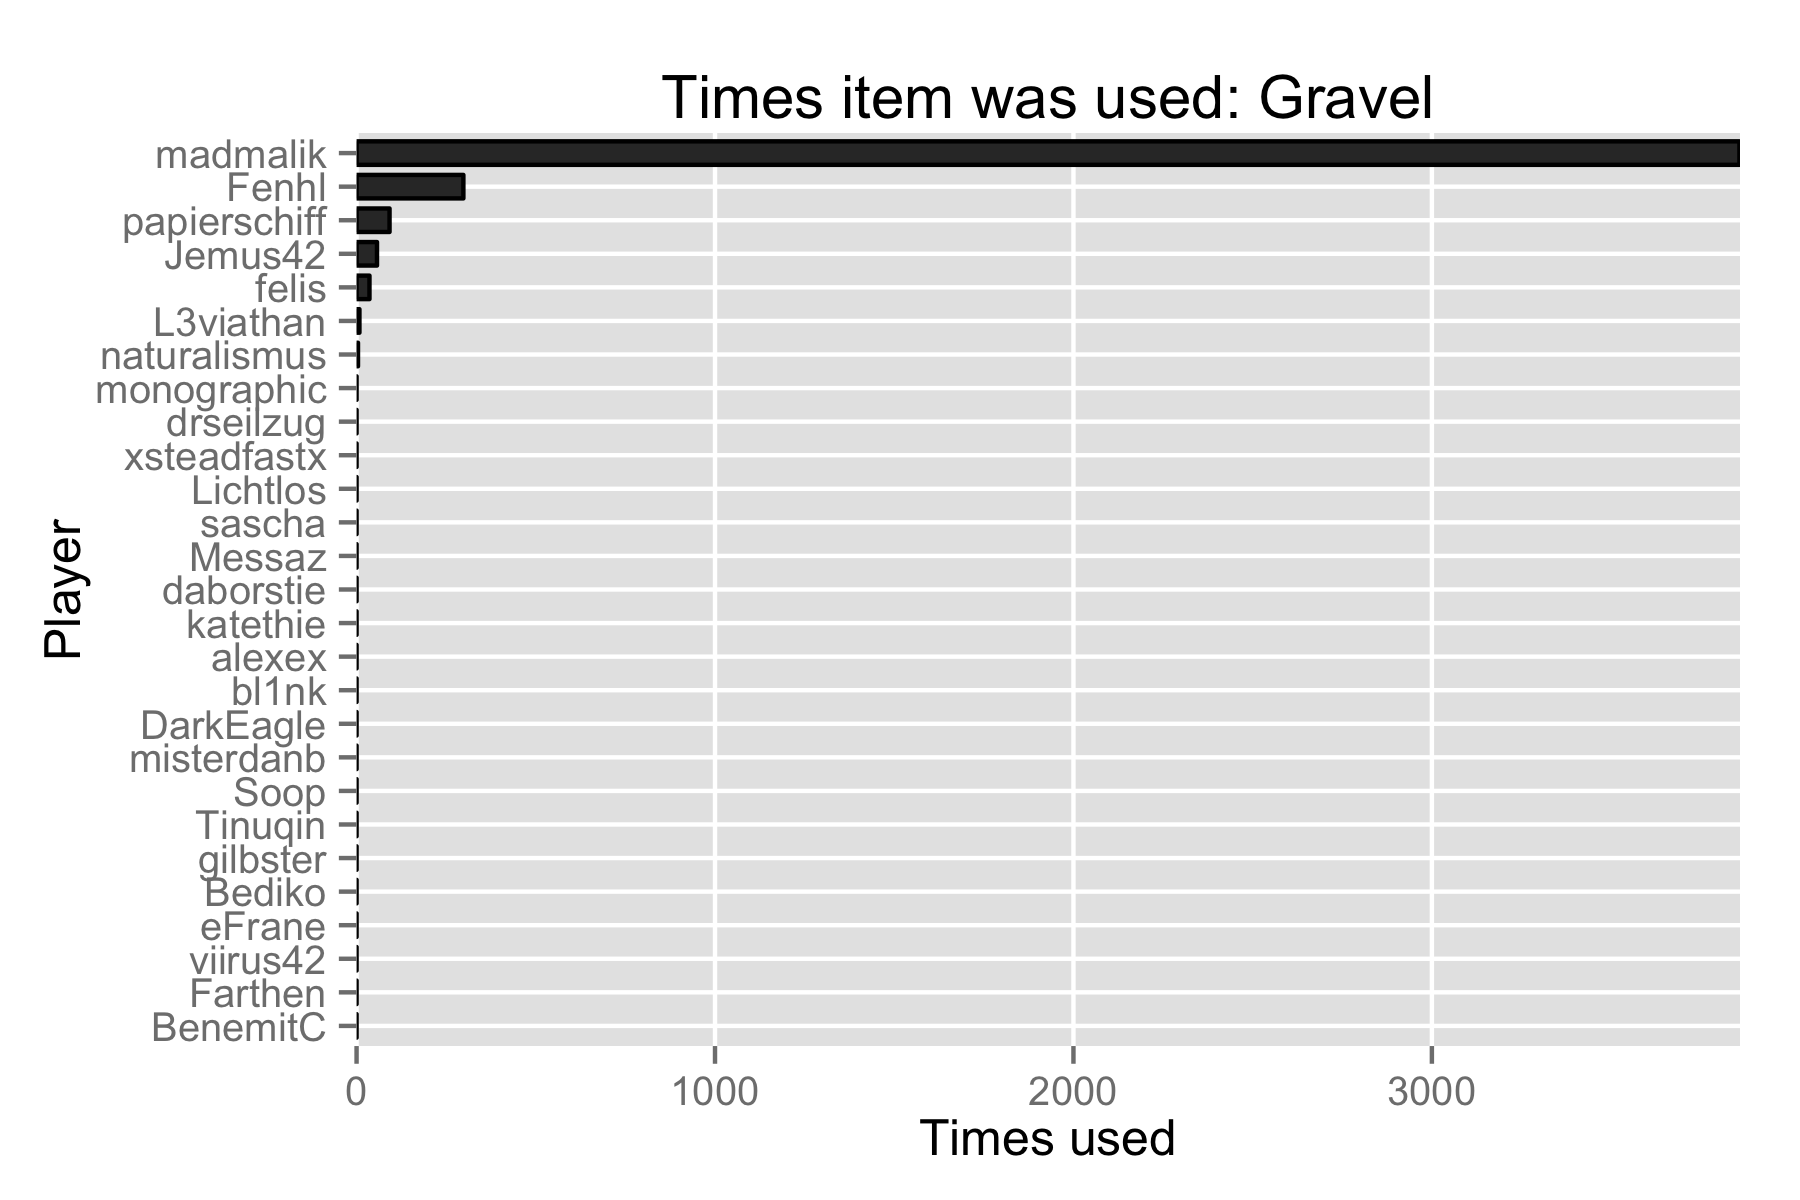 Times item was used: Gravel
madmalik
Fenhl
papierschiff
Jemus42
felis
L3viathan
naturalismus
monographic
drseilzug
xsteadfastx
Lichtlos
sascha
Messaz
daborstie
katethie
alexex
bl1nk
DarkEagle
misterdanb
Soop
Tinuqin
gilbster
Bediko
eFrane
viirus42
Farthen
BenemitC
Player
0 1000 2000 3000
Times used